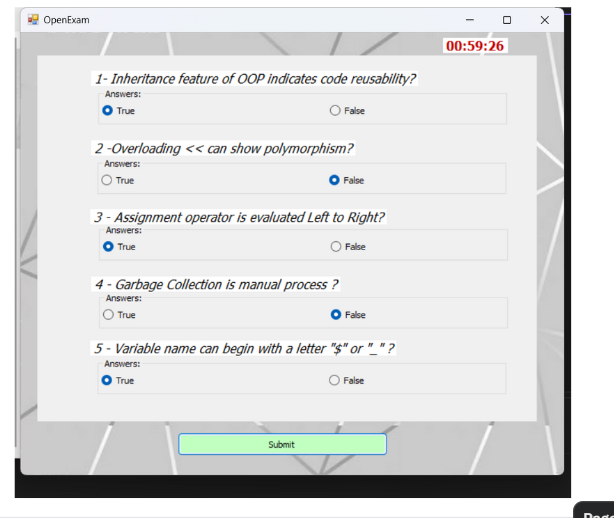 OpenExam
00:59:26
1- Inheritance feature of OOP indicates code reusability?
Answers:
True False
2 -Overloading << can show polymorphism?
Answers:
True False
3 - Assignment operator is evaluated Left to Right?
Answers:
True False
4 - Garbage Collection is manual process ?
Answers:
True False
5 - Variable name can begin with a letter "$" or "_" ?
Answers:
True False
Submit